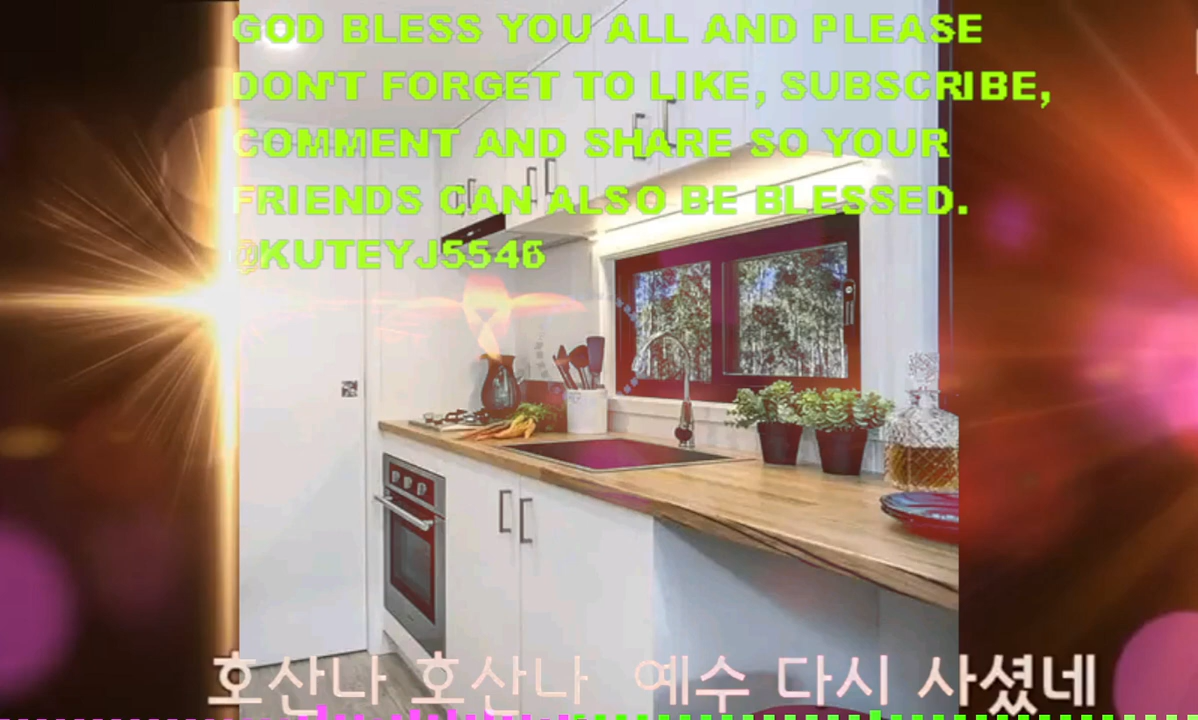 GOD BLESS YOU ALL AND PLEASE
DON'T FORGET TO LIKE, SUBSCRIBE,
COMMENT AND SHARE SO YOUR
FRIENDS CAN ALSO BE BLESSED.
@KUTEYJ5546
호산나 호산나 예수 다시 사셨네